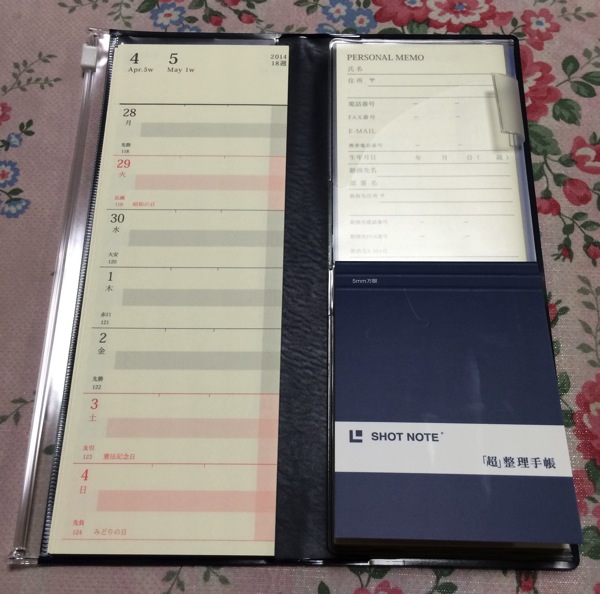 4 5 2014
Apr.5w May 1w 18週
28
月
先勝
118
29
火
友引
119 昭和の日
30
水
大安
120
1
木
赤口
121
2
金
先勝
122
3
土
友引
123 憲法記念日
4
日
先負
124 みどりの日
PERSONAL MEMO
氏名
住所 〒
電話番号 － －
FAX番号 － －
E-MAIL
携帯電話番号 － －
生年月日 年 月 日( 歳)
勤務先名
部署名
5mm方眼
SHOT NOTE®
「超」整理手帳